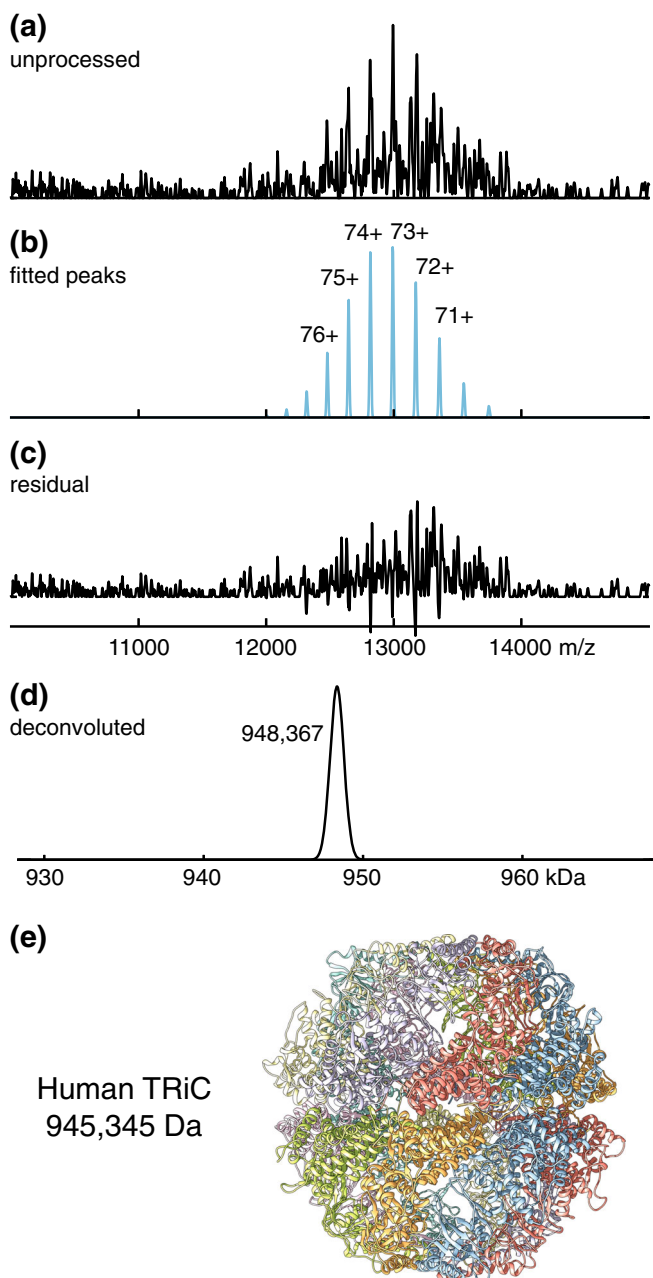 (a)
unprocessed
(b)
fitted peaks
74+ 73+
75+ 72+
76+ 71+
(c)
residual
11000 12000 13000 14000 m/z
(d)
deconvoluted
948,367
930 940 950 960 kDa
(e)
Human TRiC
945,345 Da